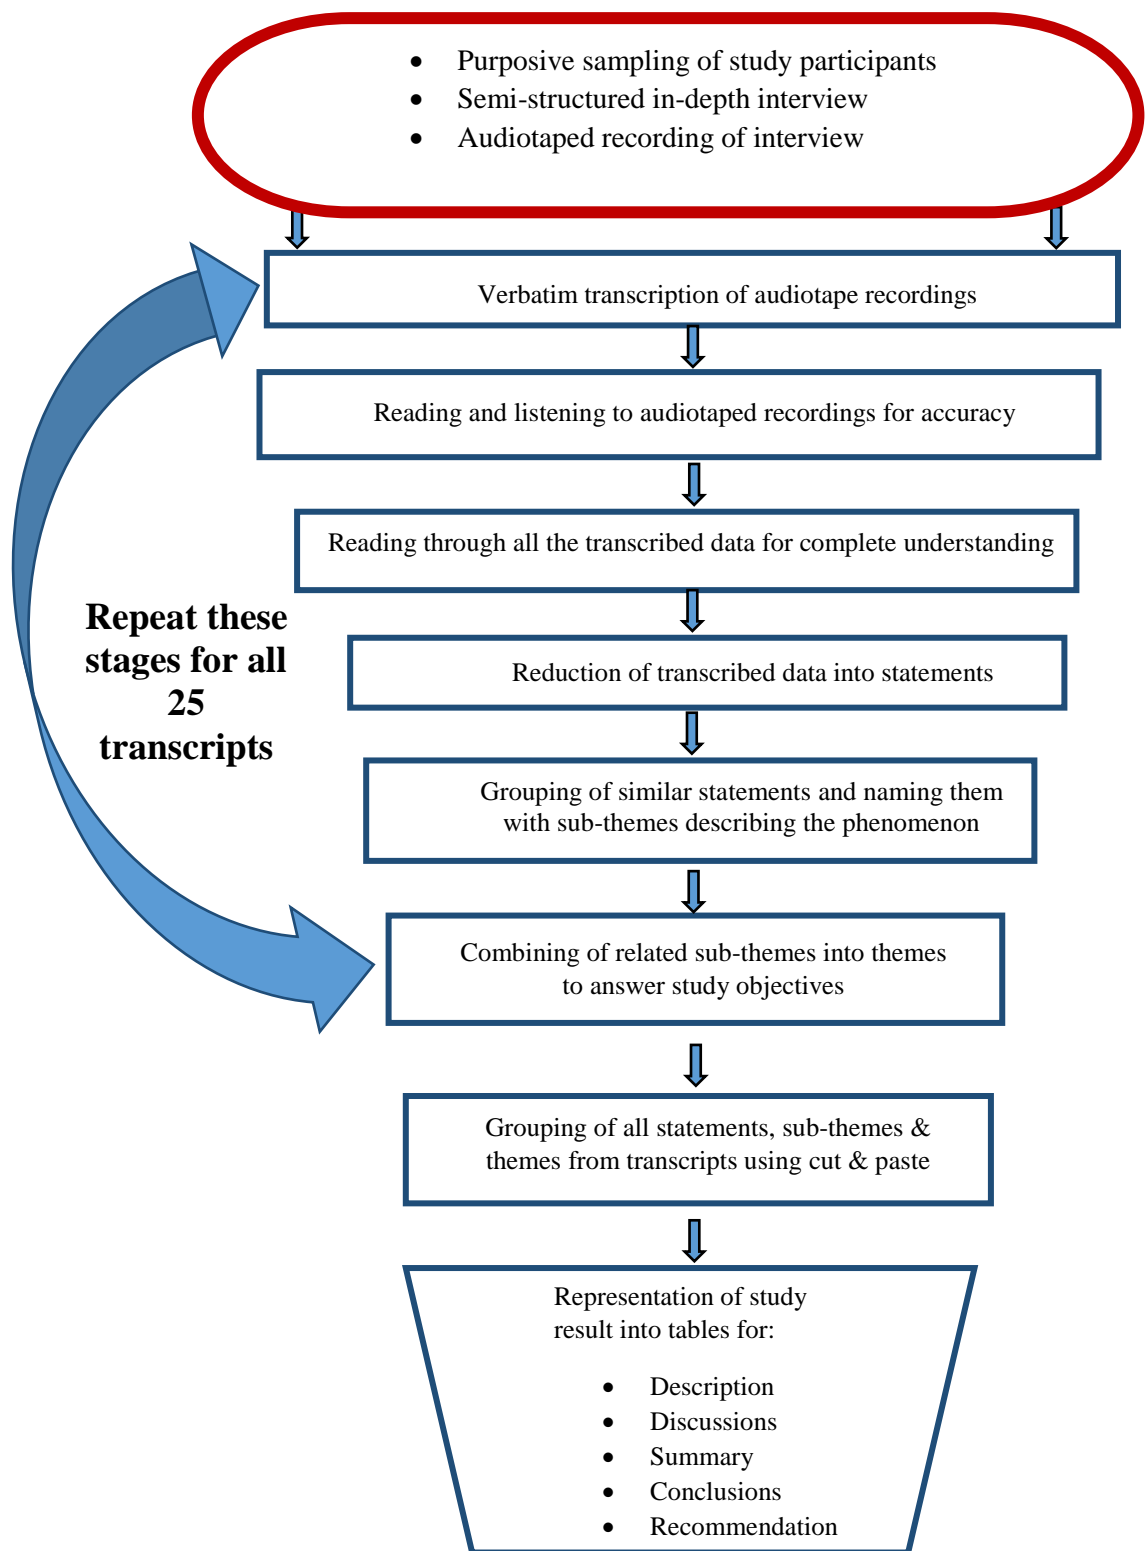 • Purposive sampling of study participants
• Semi-structured in-depth interview
• Audiotaped recording of interview
Verbatim transcription of audiotape recordings
Reading and listening to audiotaped recordings for accuracy
Reading through all the transcribed data for complete understanding
Repeat these
stages for all
25
transcripts
Reduction of transcribed data into statements
Grouping of similar statements and naming them
with sub-themes describing the phenomenon
Combining of related sub-themes into themes
to answer study objectives
Grouping of all statements, sub-themes &
themes from transcripts using cut & paste
Representation of study
result into tables for:
• Description
• Discussions
• Summary
• Conclusions
• Recommendation